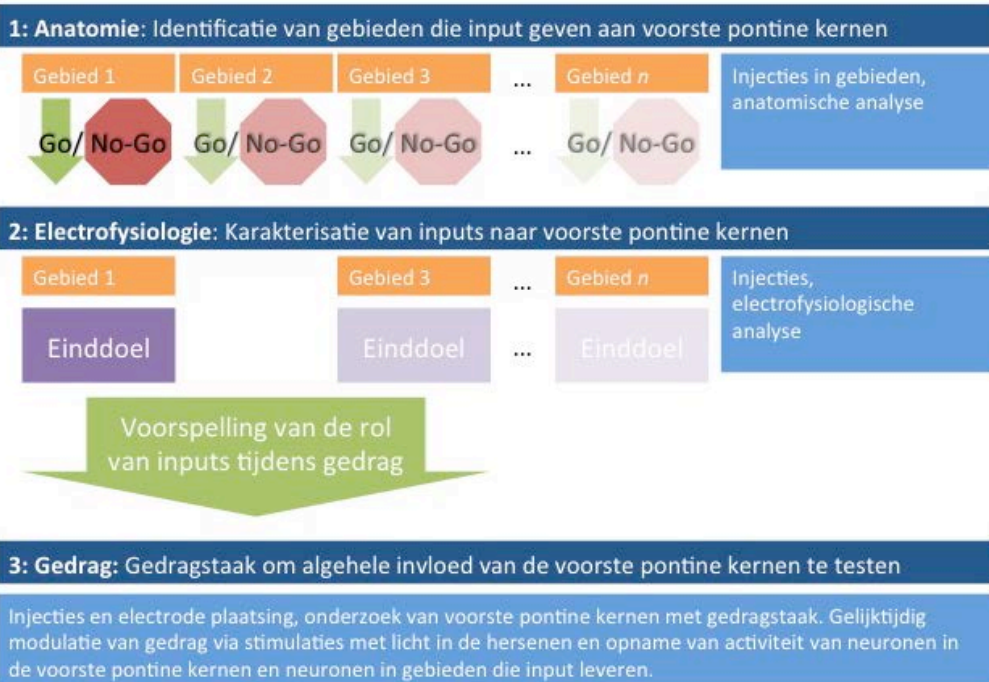 1: Anatomie: Identificatie van gebieden die input geven aan voorste pontine kernen
Gebied 1 Gebied 2 Gebied 3 ... Gebied n
Injecties in gebieden,
anatomische analyse
Go/ No-Go Go/ No-Go Go/ No-Go ... Go/ No-Go
2: Electrofysiologie: Karakterisatie van inputs naar voorste pontine kernen
Gebied 1 Gebied 3 ... Gebied n
Injecties,
electrofysiologische
analyse
Einddoel Einddoel ... Einddoel
Voorspelling van de rol
van inputs tijdens gedrag
3: Gedrag: Gedragstaak om algehele invloed van de voorste pontine kernen te testen
Injecties en electrode plaatsing, onderzoek van voorste pontine kernen met gedragstaak. Gelijktijdig
modulatie van gedrag via stimulaties met licht in de hersenen en opname van activiteit van neuronen in
de voorste pontine kernen en neuronen in gebieden die input leveren.